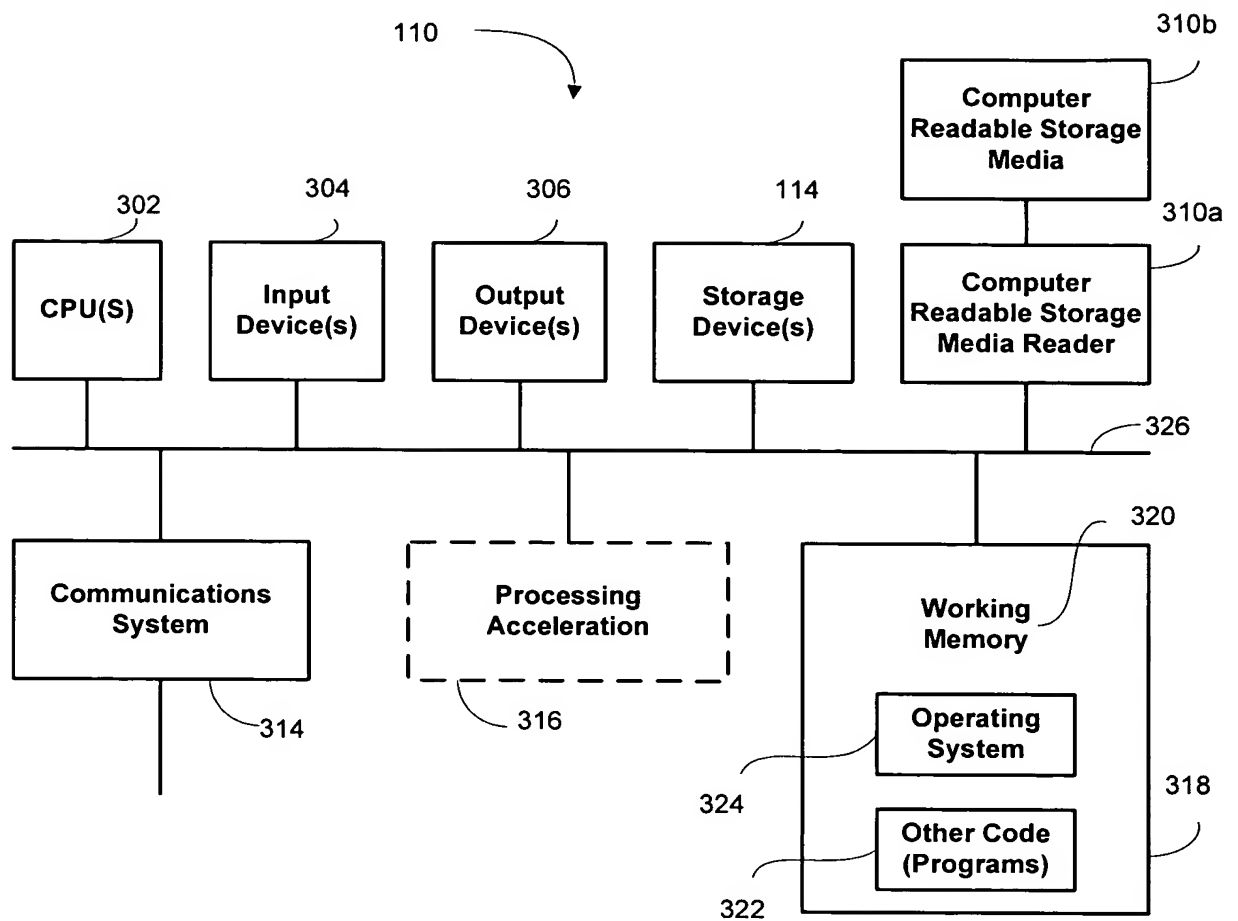 110
310b
Computer
Readable Storage
Media
302
304
306
114
310a
CPU(S)
Input
Device(s)
Output
Device(s)
Storage
Device(s)
Computer
Readable Storage
Media Reader
326
320
Communications
System
Processing
Acceleration
Working
Memory
314
316
Operating
System
324
318
Other Code
(Programs)
322